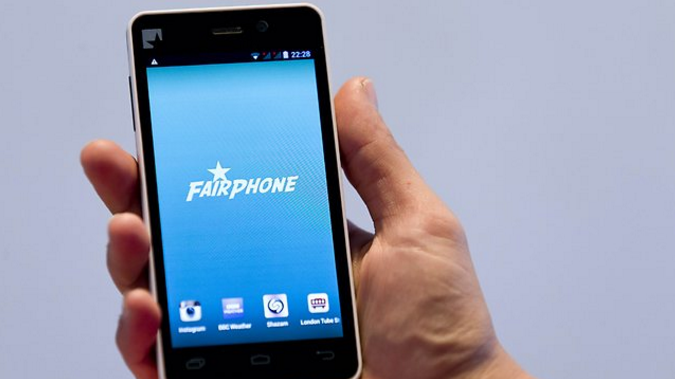 22:28
FAIRPHONE
Instagram
BBC Weather
Shazam
London Tube S